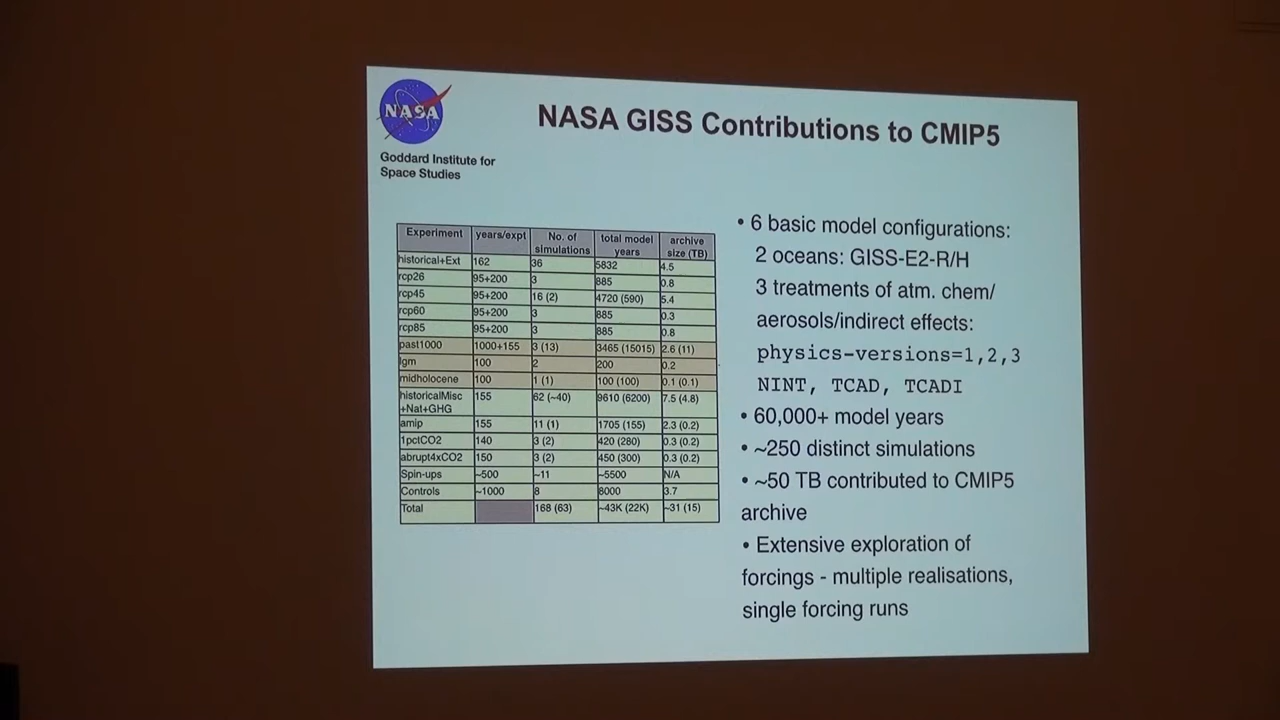 NASA
Goddard Institute for
Space Studies
NASA GISS Contributions to CMIP5
Experiment years/expt No. of simulations total model years archive size (TB)
historical+Ext 162 36 5832 4.5
rcp26 95+200 3 885 0.8
rcp45 95+200 16 (2) 4720 (590) 5.4
rcp60 95+200 3 885 0.3
rcp85 95+200 3 885 0.8
past1000 1000+155 3 (13) 3465 (15015) 2.6 (11)
lgm 100 2 200 0.2
midholocene 100 1 (1) 100 (100) 0.1 (0.1)
historicalMisc +Nat+GHG 155 62 (~40) 9610 (6200) 7.5 (4.8)
amip 155 11 (1) 1705 (155) 2.3 (0.2)
1pctCO2 140 3 (2) 420 (280) 0.3 (0.2)
abrupt4xCO2 150 3 (2) 450 (300) 0.3 (0.2)
Spin-ups ~500 ~11 ~5500 N/A
Controls ~1000 8 8000 3.7
Total 168 (63) ~43K (22K) ~31 (15)
• 6 basic model configurations:
2 oceans: GISS-E2-R/H
3 treatments of atm. chem/
aerosols/indirect effects:
physics-versions=1,2,3
NINT, TCAD, TCADI
• 60,000+ model years
• ~250 distinct simulations
• ~50 TB contributed to CMIP5
archive
• Extensive exploration of
forcings - multiple realisations,
single forcing runs